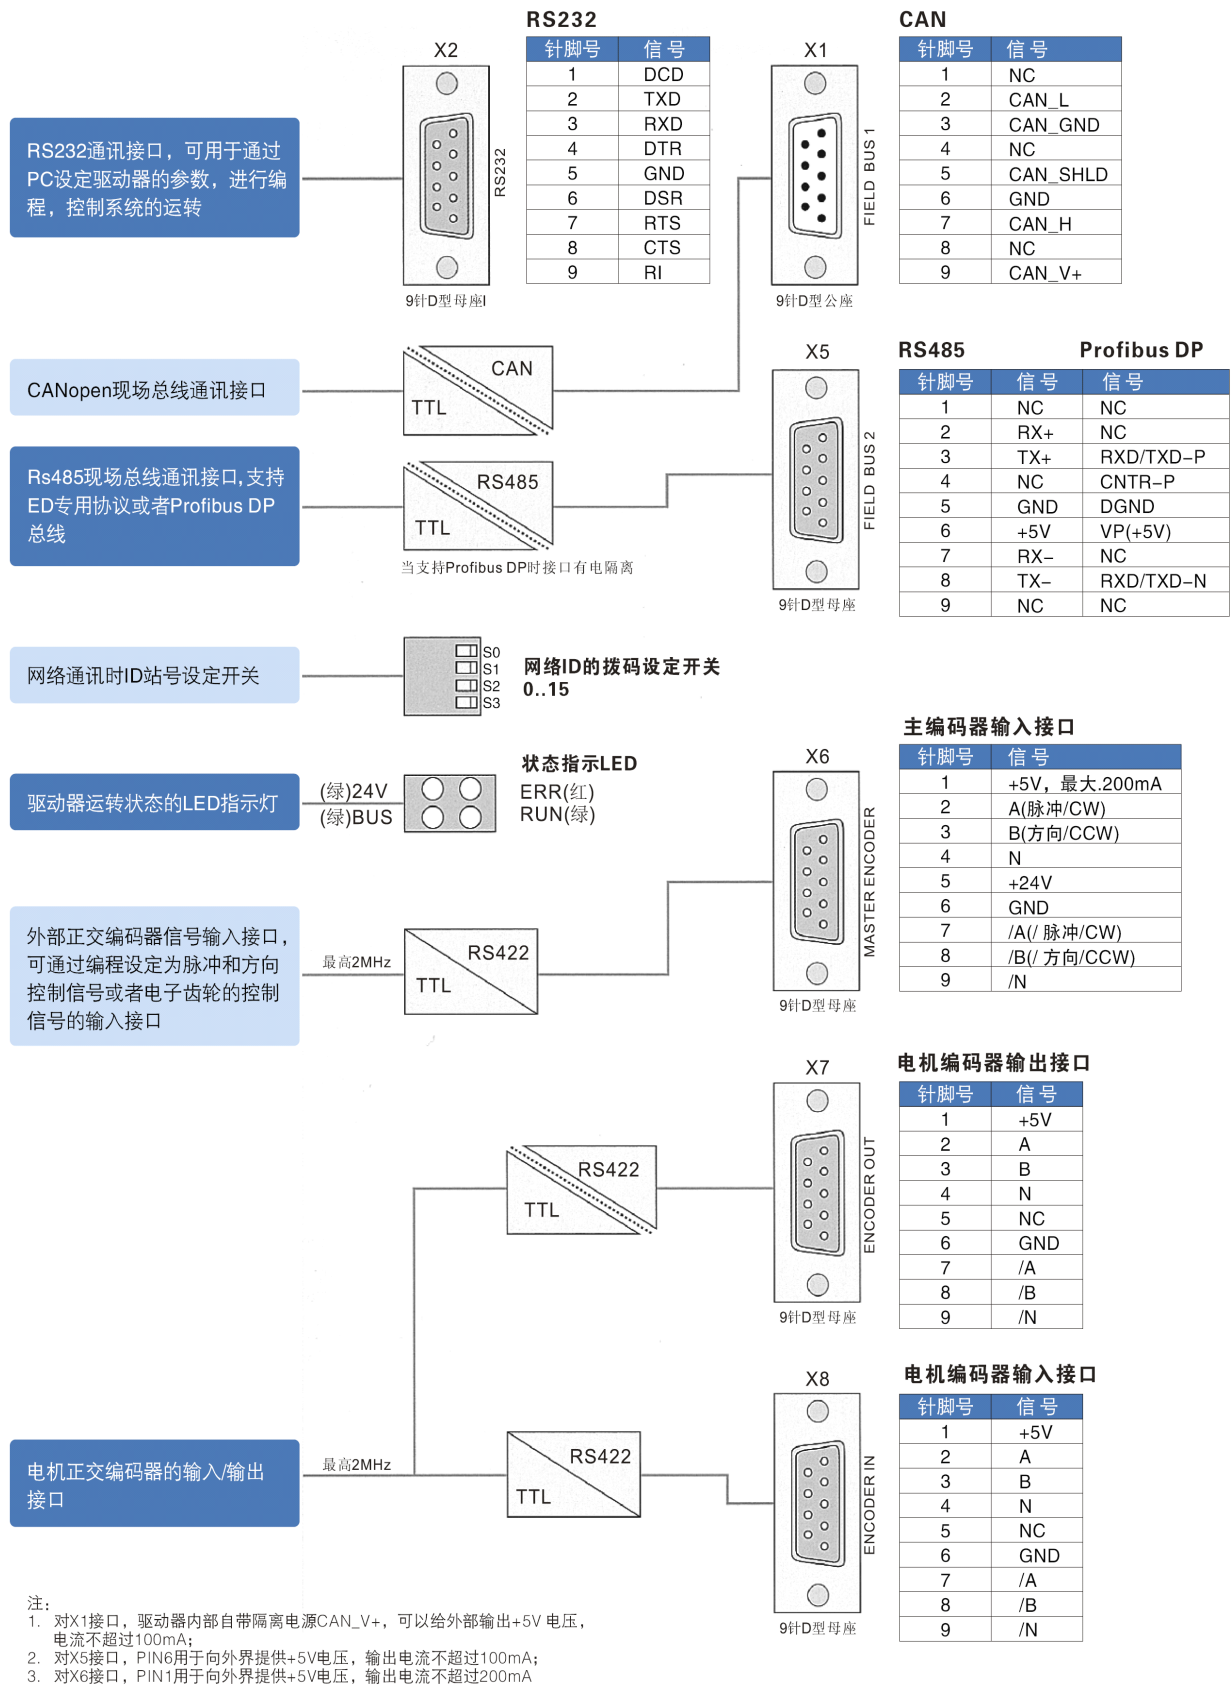 RS232
X2
针脚号 信号
1 DCD
2 TXD
3 RXD
4 DTR
5 GND
6 DSR
7 RTS
8 CTS
9 RI
RS232
9针D型母座I
RS232通讯接口，可用于通过
PC设定驱动器的参数，进行编
程，控制系统的运转
CAN
X1
针脚号 信号
1 NC
2 CAN_L
3 CAN_GND
4 NC
5 CAN_SHLD
6 GND
7 CAN_H
8 NC
9 CAN_V+
FIELD BUS 1
9针D型公座
CANopen现场总线通讯接口
CAN
TTL
X5
RS485 Profibus DP
针脚号 信号 信号
1 NC NC
2 RX+ NC
3 TX+ RXD/TXD-P
4 NC CNTR-P
5 GND DGND
6 +5V VP(+5V)
7 RX- NC
8 TX- RXD/TXD-N
9 NC NC
FIELD BUS 2
9针D型母座
Rs485现场总线通讯接口,支持
ED专用协议或者Profibus DP
总线
RS485
TTL
当支持Profibus DP时接口有电隔离
网络通讯时ID站号设定开关
S0
S1
S2
S3
网络ID的拨码设定开关
0..15
驱动器运转状态的LED指示灯
(绿)24V
(绿)BUS
状态指示LED
ERR(红)
RUN(绿)
主编码器输入接口
X6
针脚号 信号
1 +5V，最大.200mA
2 A(脉冲/CW)
3 B(方向/CCW)
4 N
5 +24V
6 GND
7 /A(/ 脉冲/CW)
8 /B(/ 方向/CCW)
9 /N
MASTER ENCODER
9针D型母座
外部正交编码器信号输入接口，
可通过编程设定为脉冲和方向
控制信号或者电子齿轮的控制
信号的输入接口
最高2MHz
RS422
TTL
X7
电机编码器输出接口
针脚号 信号
1 +5V
2 A
3 B
4 N
5 NC
6 GND
7 /A
8 /B
9 /N
ENCODER OUT
9针D型母座
RS422
TTL
X8
电机编码器输入接口
针脚号 信号
1 +5V
2 A
3 B
4 N
5 NC
6 GND
7 /A
8 /B
9 /N
ENCODER IN
9针D型母座
电机正交编码器的输入/输出
接口
最高2MHz
RS422
TTL
注：
1. 对X1接口，驱动器内部自带隔离电源CAN_V+，可以给外部输出+5V 电压，
电流不超过100mA；
2. 对X5接口，PIN6用于向外界提供+5V电压，输出电流不超过100mA；
3. 对X6接口，PIN1用于向外界提供+5V电压，输出电流不超过200mA